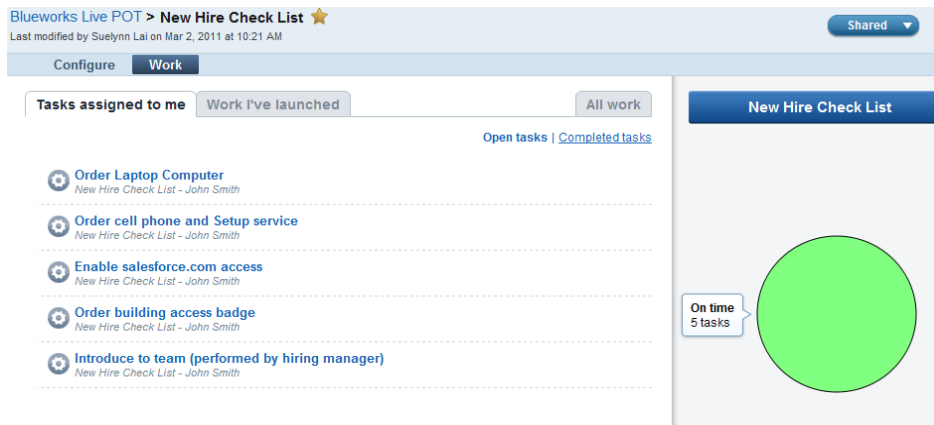 Blueworks Live POT > New Hire Check List
Last modified by Suelynn Lai on Mar 2, 2011 at 10:21 AM
Shared
Configure Work
Tasks assigned to me Work I've launched All work
New Hire Check List
Open tasks | Completed tasks
Order Laptop Computer
New Hire Check List - John Smith
Order cell phone and Setup service
New Hire Check List - John Smith
Enable salesforce.com access
New Hire Check List - John Smith
Order building access badge
New Hire Check List - John Smith
Introduce to team (performed by hiring manager)
New Hire Check List - John Smith
On time
5 tasks